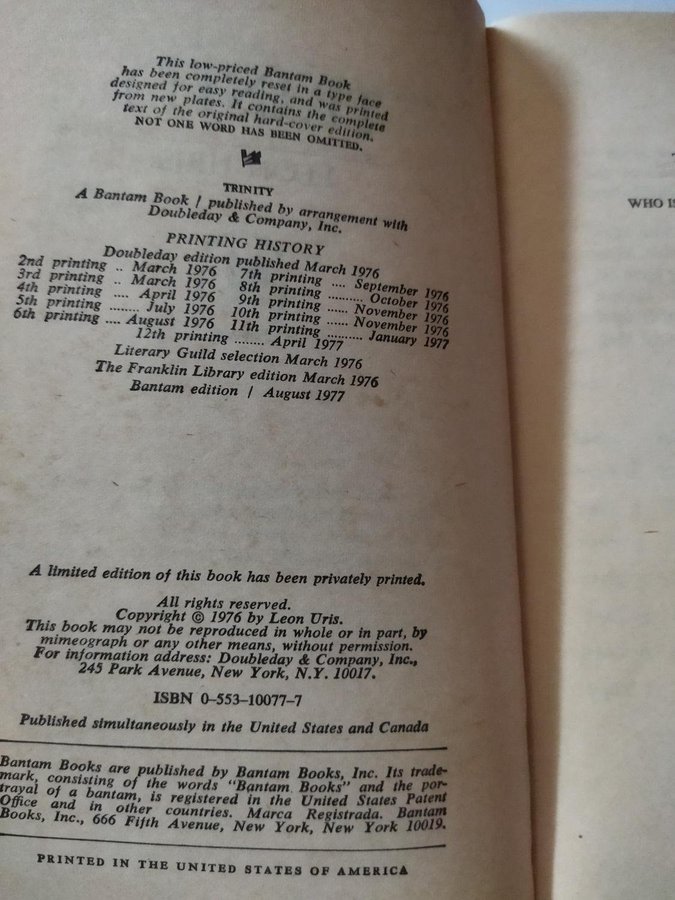 This low-priced Bantam Book
has been completely reset in a type face
designed for easy reading, and was printed
from new plates. It contains the complete
text of the original hard-cover edition.
NOT ONE WORD HAS BEEN OMITTED.
TRINITY
A Bantam Book / published by arrangement with
Doubleday & Company, Inc.
PRINTING HISTORY
Doubleday edition published March 1976
2nd printing .. March 1976 7th printing .... September 1976
3rd printing .. March 1976 8th printing .......... October 1976
4th printing .... April 1976 9th printing ...... November 1976
5th printing ........ July 1976 10th printing ...... November 1976
6th printing .... August 1976 11th printing .......... January 1977
12th printing ........ April 1977
Literary Guild selection March 1976
The Franklin Library edition March 1976
Bantam edition / August 1977
A limited edition of this book has been privately printed.
All rights reserved.
Copyright © 1976 by Leon Uris.
This book may not be reproduced in whole or in part, by
mimeograph or any other means, without permission.
For information address: Doubleday & Company, Inc.,
245 Park Avenue, New York, N.Y. 10017.
ISBN 0–553–10077–7
Published simultaneously in the United States and Canada
Bantam Books are published by Bantam Books, Inc. Its trade-
mark, consisting of the words "Bantam Books" and the por-
trayal of a bantam, is registered in the United States Patent
Office and in other countries. Marca Registrada. Bantam
Books, Inc., 666 Fifth Avenue, New York, New York 10019.
PRINTED IN THE UNITED STATES OF AMERICA
WHO IS